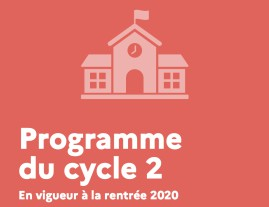 Programme
du cycle 2
En vigueur à la rentrée 2020